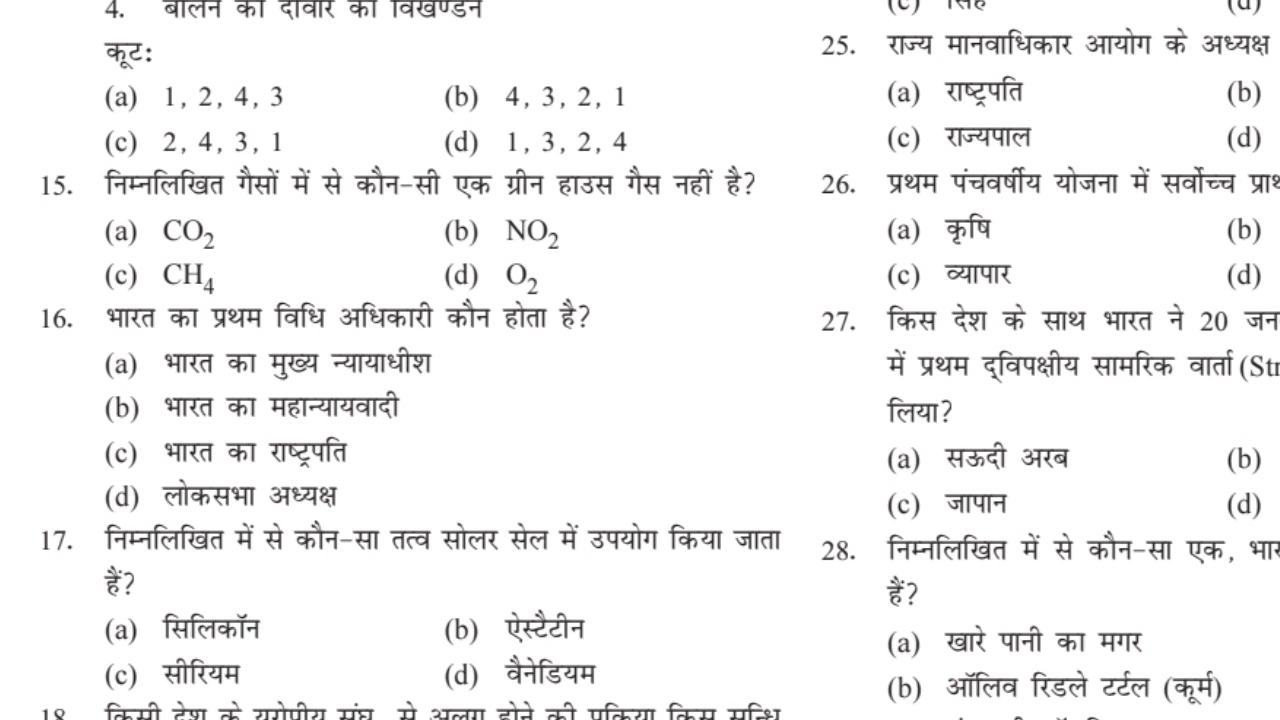 4. बर्लिन की दीवार का विखण्डन
कूटः
(a) 1, 2, 4, 3 (b) 4, 3, 2, 1
(c) 2, 4, 3, 1 (d) 1, 3, 2, 4
15. निम्नलिखित गैसों में से कौन-सी एक ग्रीन हाउस गैस नहीं है?
(a) CO₂ (b) NO₂
(c) CH₄ (d) O₂
16. भारत का प्रथम विधि अधिकारी कौन होता है?
(a) भारत का मुख्य न्यायाधीश
(b) भारत का महान्यायवादी
(c) भारत का राष्ट्रपति
(d) लोकसभा अध्यक्ष
17. निम्नलिखित में से कौन-सा तत्व सोलर सेल में उपयोग किया जाता
हैं?
(a) सिलिकॉन (b) ऐस्टैटीन
(c) सीरियम (d) वैनेडियम
18. किसी देश के यूरोपीय संघ से अलग होने की प्रक्रिया किस सन्धि
(c) सिंह (d)
25. राज्य मानवाधिकार आयोग के अध्यक्ष
(a) राष्ट्रपति (b)
(c) राज्यपाल (d)
26. प्रथम पंचवर्षीय योजना में सर्वोच्च
(a) कृषि (b)
(c) व्यापार (d)
27. किस देश के साथ भारत ने 20
में प्रथम द्विपक्षीय सामरिक वार्ता
लिया?
(a) सऊदी अरब (b)
(c) जापान (d)
28. निम्नलिखित में से कौन-सा एक,
हैं?
(a) खारे पानी का मगर
(b) ऑलिव रिडले टर्टल (कूर्म)